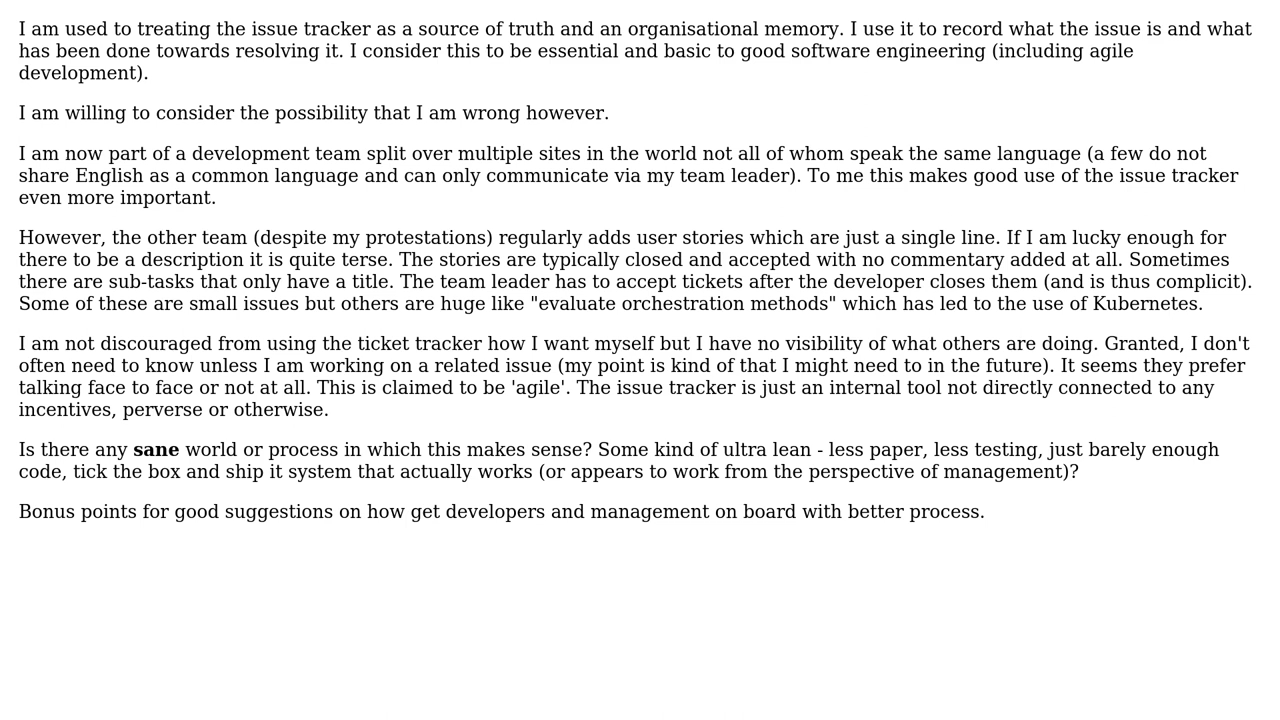 I am used to treating the issue tracker as a source of truth and an organisational memory. I use it to record what the issue is and what
has been done towards resolving it. I consider this to be essential and basic to good software engineering (including agile
development).
I am willing to consider the possibility that I am wrong however.
I am now part of a development team split over multiple sites in the world not all of whom speak the same language (a few do not
share English as a common language and can only communicate via my team leader). To me this makes good use of the issue tracker
even more important.
However, the other team (despite my protestations) regularly adds user stories which are just a single line. If I am lucky enough for
there to be a description it is quite terse. The stories are typically closed and accepted with no commentary added at all. Sometimes
there are sub-tasks that only have a title. The team leader has to accept tickets after the developer closes them (and is thus complicit).
Some of these are small issues but others are huge like "evaluate orchestration methods" which has led to the use of Kubernetes.
I am not discouraged from using the ticket tracker how I want myself but I have no visibility of what others are doing. Granted, I don't
often need to know unless I am working on a related issue (my point is kind of that I might need to in the future). It seems they prefer
talking face to face or not at all. This is claimed to be 'agile'. The issue tracker is just an internal tool not directly connected to any
incentives, perverse or otherwise.
Is there any sane world or process in which this makes sense? Some kind of ultra lean - less paper, less testing, just barely enough
code, tick the box and ship it system that actually works (or appears to work from the perspective of management)?
Bonus points for good suggestions on how get developers and management on board with better process.